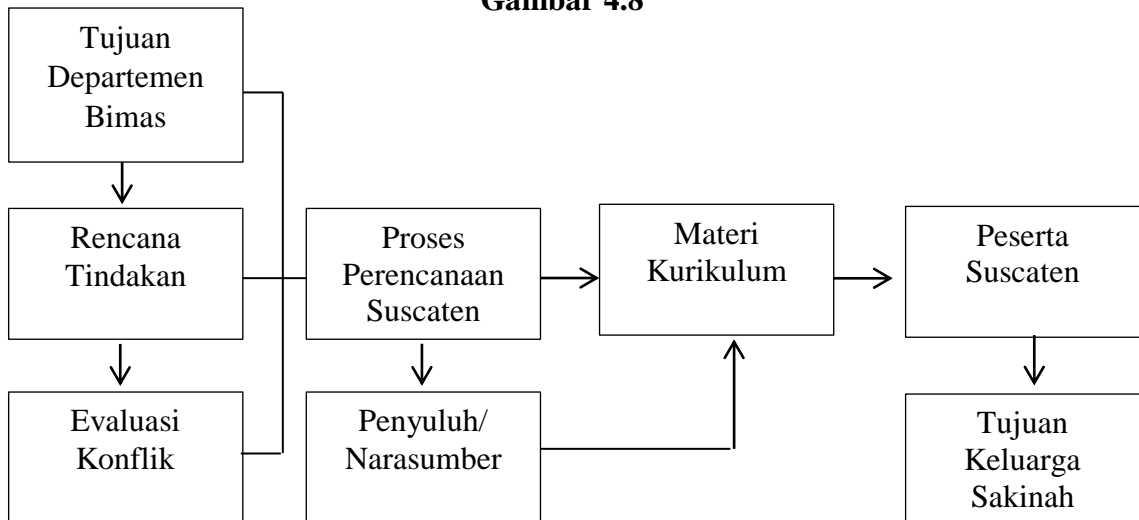 Gambar 4.8
Tujuan
Departemen
Bimas
Rencana
Tindakan
Proses
Perencanaan
Suscaten
Materi
Kurikulum
Peserta
Suscaten
Evaluasi
Konflik
Penyuluh/
Narasumber
Tujuan
Keluarga
Sakinah